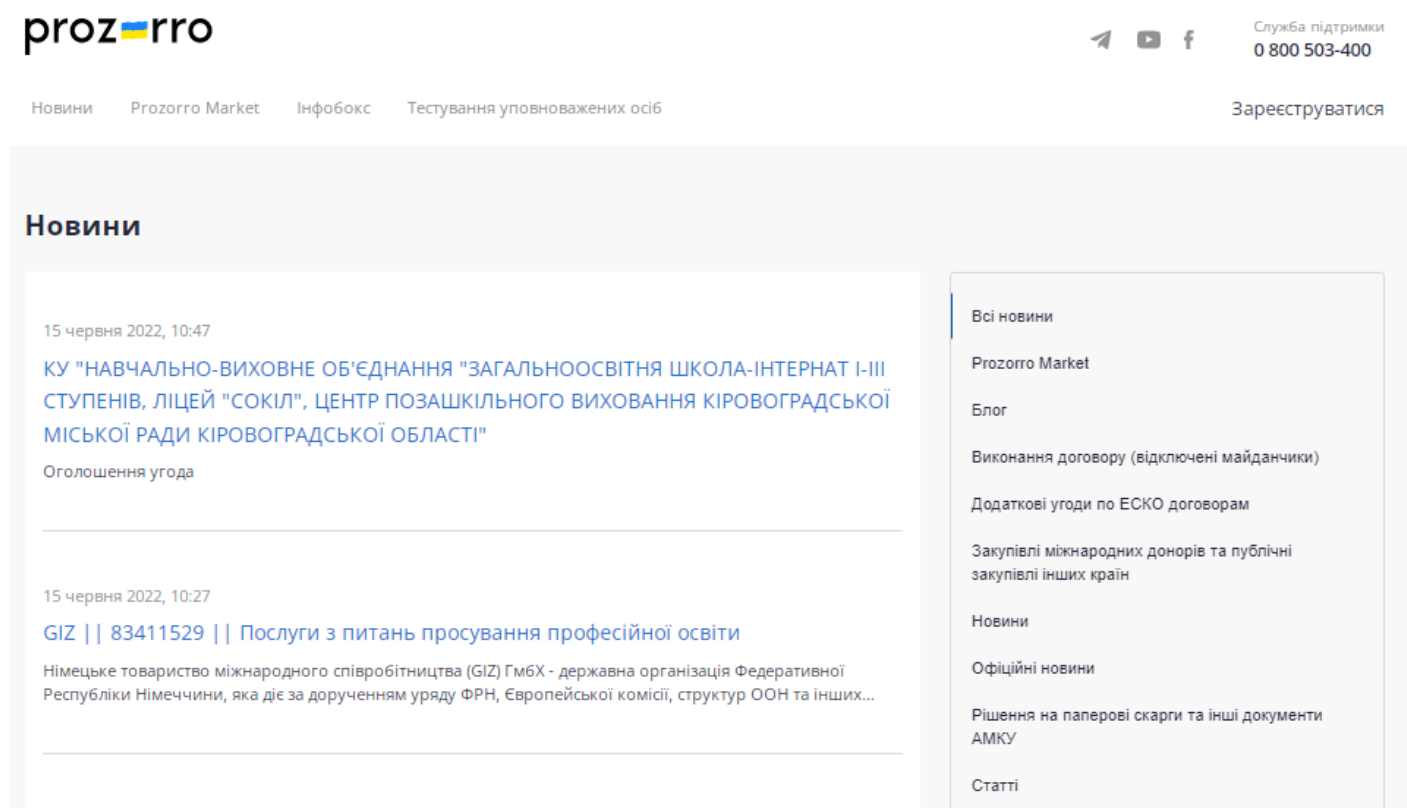 prozorro
Служба підтримки
0 800 503-400
Новини Prozorro Market Інфобокс Тестування уповноважених осіб Зареєструватися
Новини
15 червня 2022, 10:47
КУ "НАВЧАЛЬНО-ВИХОВНЕ ОБ'ЄДНАННЯ "ЗАГАЛЬНООСВІТНЯ ШКОЛА-ІНТЕРНАТ І-ІІІ
СТУПЕНІВ, ЛІЦЕЙ "СОКІЛ", ЦЕНТР ПОЗАШКІЛЬНОГО ВИХОВАННЯ КІРОВОГРАДСЬКОЇ
МІСЬКОЇ РАДИ КІРОВОГРАДСЬКОЇ ОБЛАСТІ"
Оголошення угода
15 червня 2022, 10:27
GIZ || 83411529 || Послуги з питань просування професійної освіти
Німецьке товариство міжнародного співробітництва (GIZ) ГмбХ - державна організація Федеративної
Республіки Німеччини, яка діє за дорученням уряду ФРН, Європейської комісії, структур ООН та інших...
Всі новини
Prozorro Market
Блог
Виконання договору (відключені майданчики)
Додаткові угоди по ЕСКО договорам
Закупівлі міжнародних донорів та публічні
закупівлі інших країн
Новини
Офіційні новини
Рішення на паперові скарги та інші документи
АМКУ
Статті